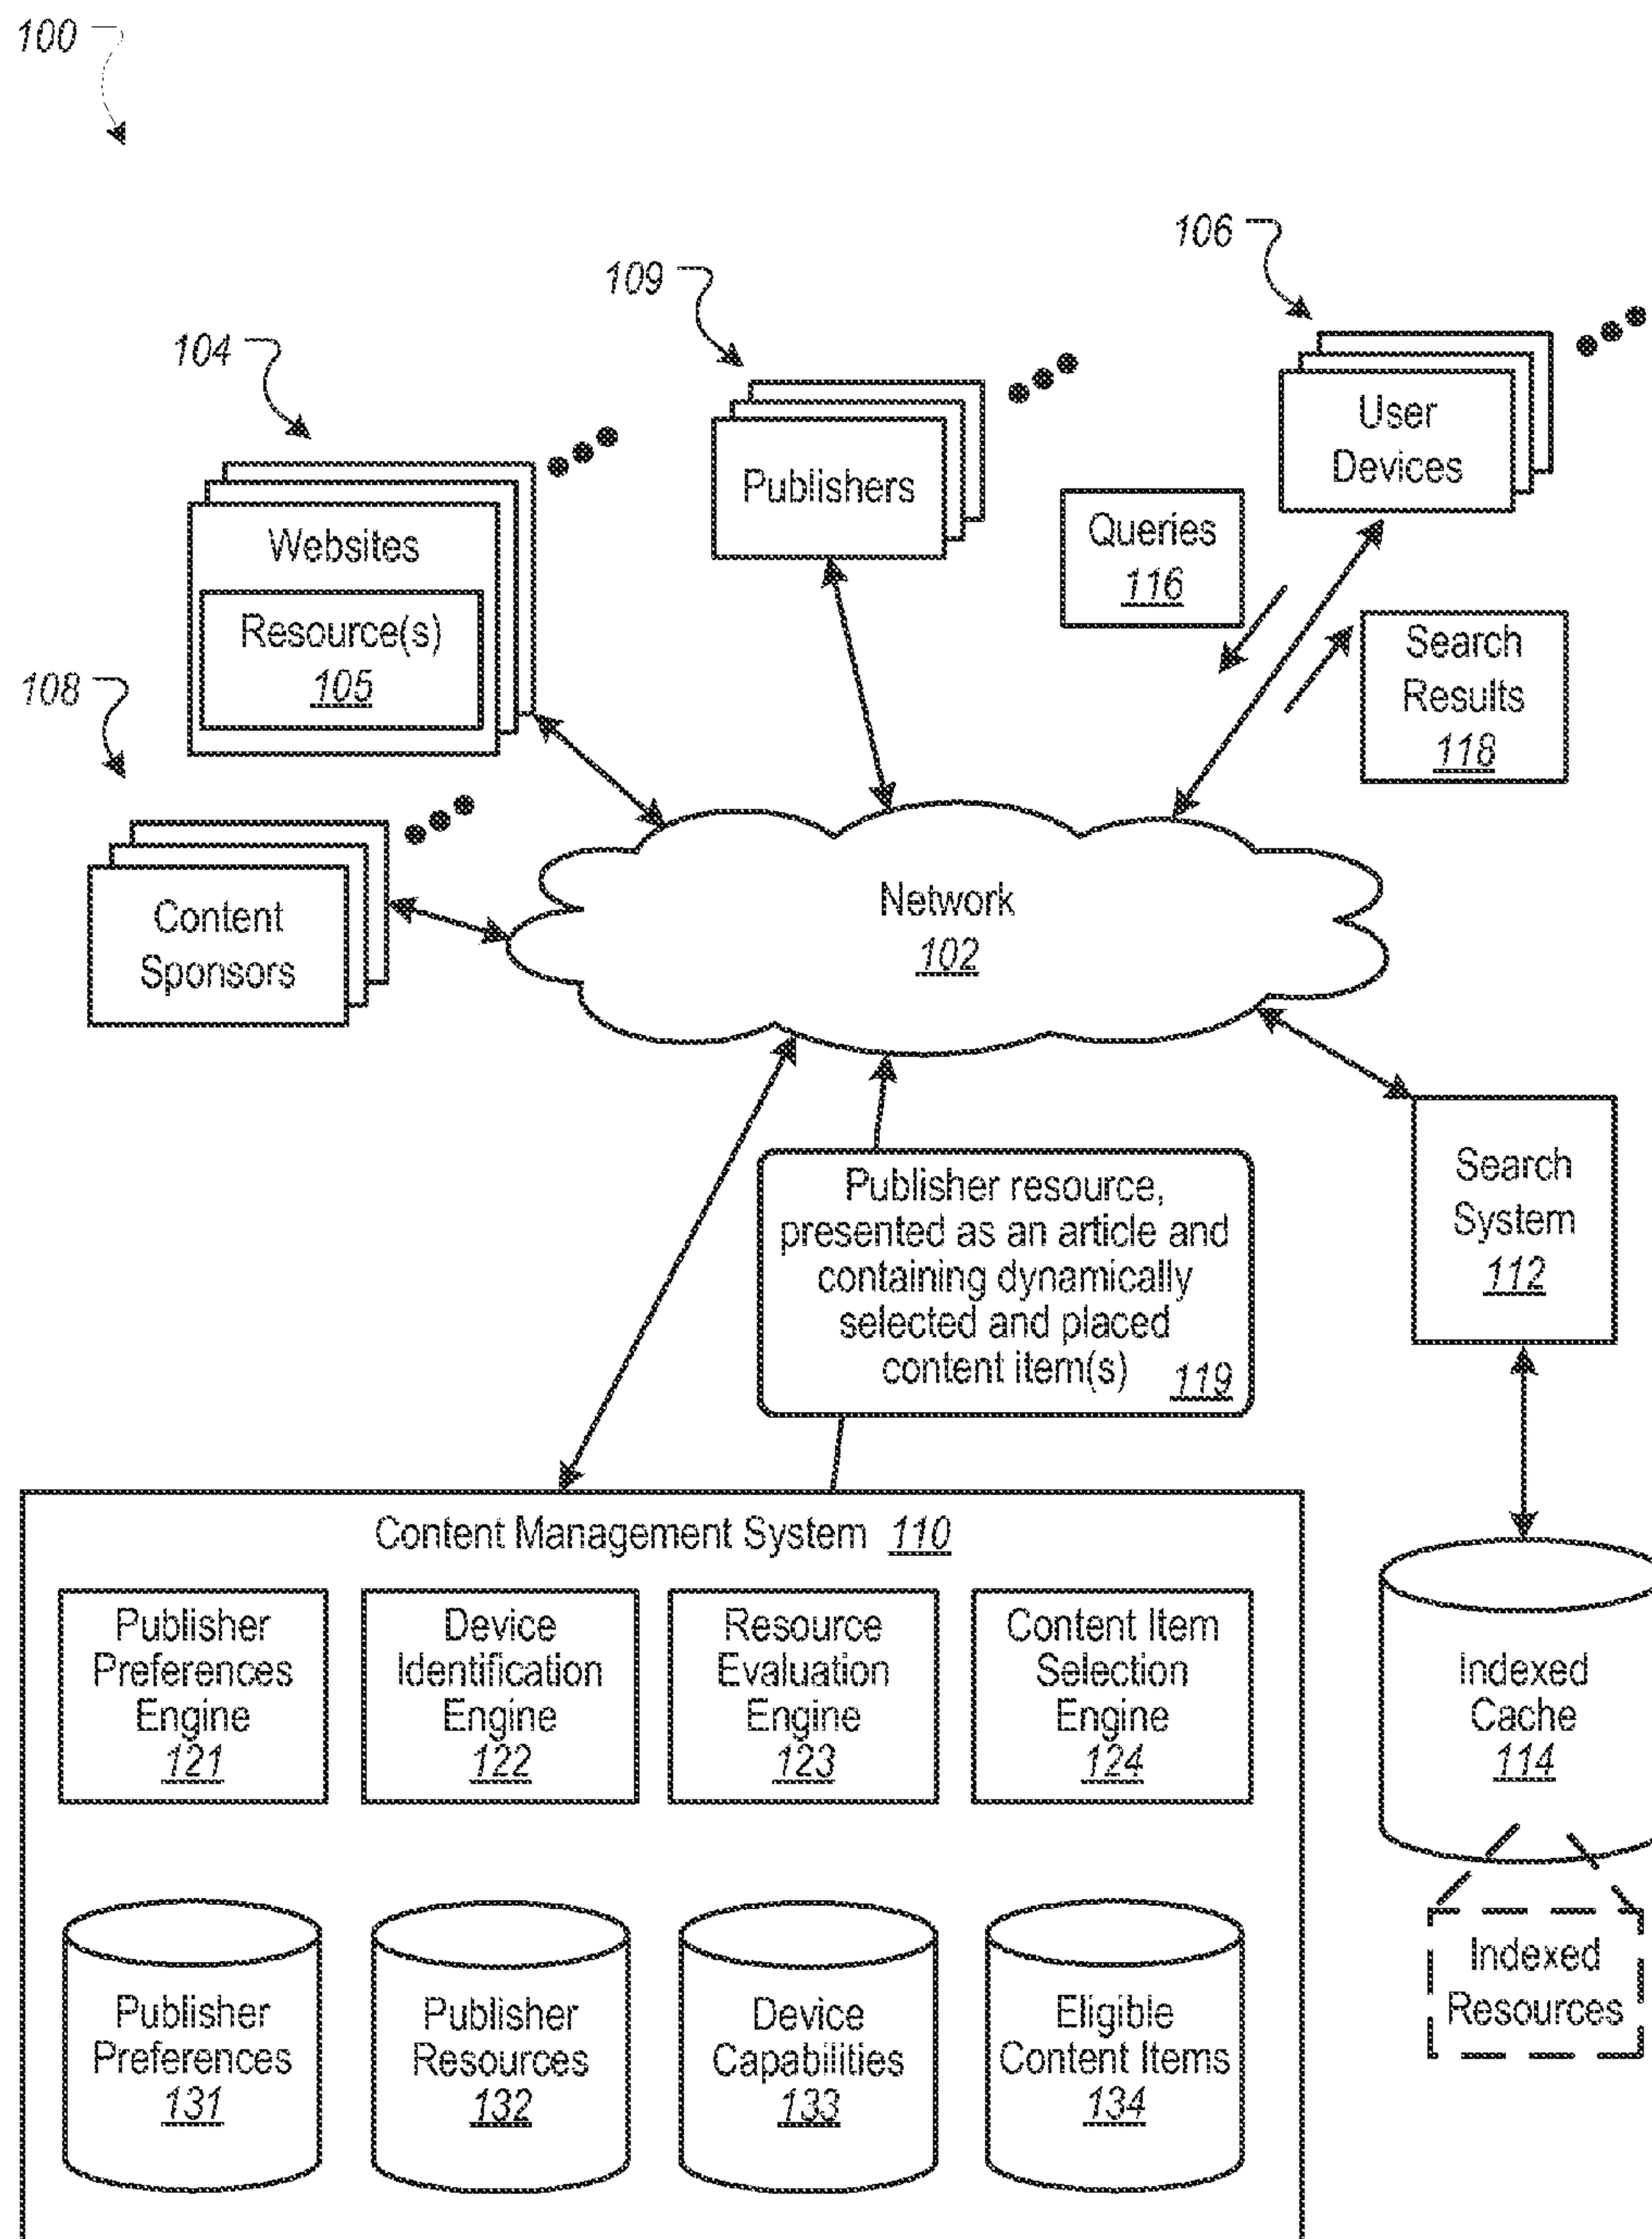 100
106
109
104
User
Devices
Publishers
Queries
116
Websites
Resource(s)
105
Search
Results
118
108
Content
Sponsors
Network
102
Publisher resource,
presented as an article and
containing dynamically
selected and placed
content item(s) 119
Search
System
112
Content Management System 110
Publisher
Preferences
Engine
121
Device
Identification
Engine
122
Resource
Evaluation
Engine
123
Content Item
Selection
Engine
124
Indexed
Cache
114
Publisher
Preferences
131
Publisher
Resources
132
Device
Capabilities
133
Eligible
Content Items
134
Indexed
Resources